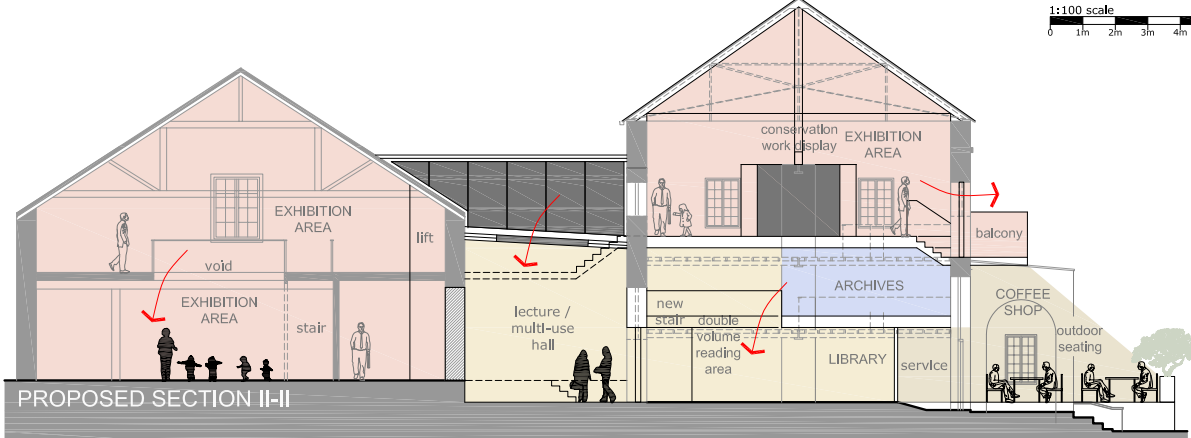 1:100 scale
0 1m 2m 3m 4m
conservation
work display
EXHIBITION
AREA
EXHIBITION
AREA
lift
void
balcony
EXHIBITION
AREA
stair
lecture /
multi-use
hall
new
stair
double
volume
reading
area
ARCHIVES
LIBRARY
service
COFFEE
SHOP
outdoor
seating
PROPOSED SECTION II-II